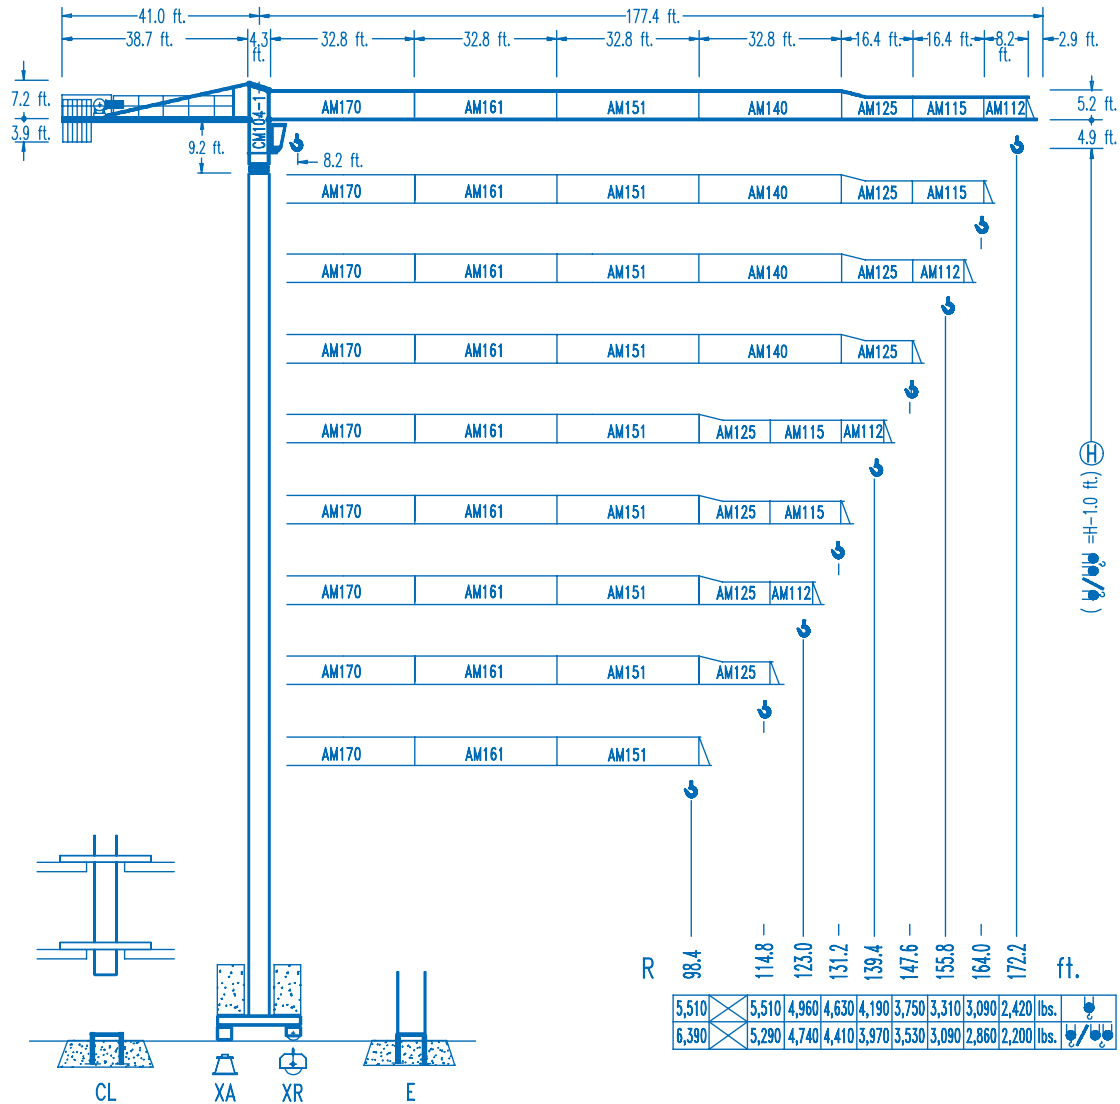 41.0 ft. 177.4 ft.
38.7 ft. 4.3 ft. 32.8 ft. 32.8 ft. 32.8 ft. 32.8 ft. 16.4 ft. 16.4 ft. 8.2 ft. 2.9 ft.
7.2 ft. CM104-1 AM170 AM161 AM151 AM140 AM125 AM115 AM112 5.2 ft.
3.9 ft. 9.2 ft. 8.2 ft. 4.9 ft.
AM170 AM161 AM151 AM140 AM125 AM115
AM170 AM161 AM151 AM140 AM125 AM112
AM170 AM161 AM151 AM140 AM125
AM170 AM161 AM151 AM125 AM115 AM112
H
( / =H-1.0 ft.)
AM170 AM161 AM151 AM125 AM115
AM170 AM161 AM151 AM125 AM112
AM170 AM161 AM151 AM125
AM170 AM161 AM151
R 98.4 114.8 123.0 131.2 139.4 147.6 155.8 164.0 172.2 ft.
5,510 5,510 4,960 4,630 4,190 3,750 3,310 3,090 2,420 lbs.
6,390 5,290 4,740 4,410 3,970 3,530 3,090 2,860 2,200 lbs. /
CL XA XR E